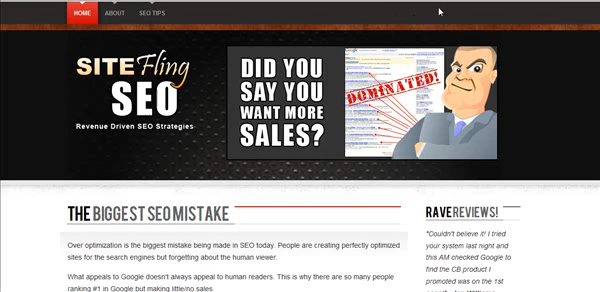 HOME ABOUT SEO TIPS
SITE Fling
SEO
Revenue Driven SEO Strategies
DID YOU
SAY YOU
WANT MORE
SALES?
DOMINATED!
THE BIGGEST SEO MISTAKE
Over optimization is the biggest mistake being made in SEO today. People are creating perfectly optimized
sites for the search engines but forgetting about the human viewer.
What appeals to Google doesn't always appeal to human readers. This is why there are so many people
ranking #1 in Google but making little/no sales
RAVE REVIEWS!
"Couldn't believe it! I tried
your system last night and
this AM checked Google to
find the CB product I
promoted was on the 1st